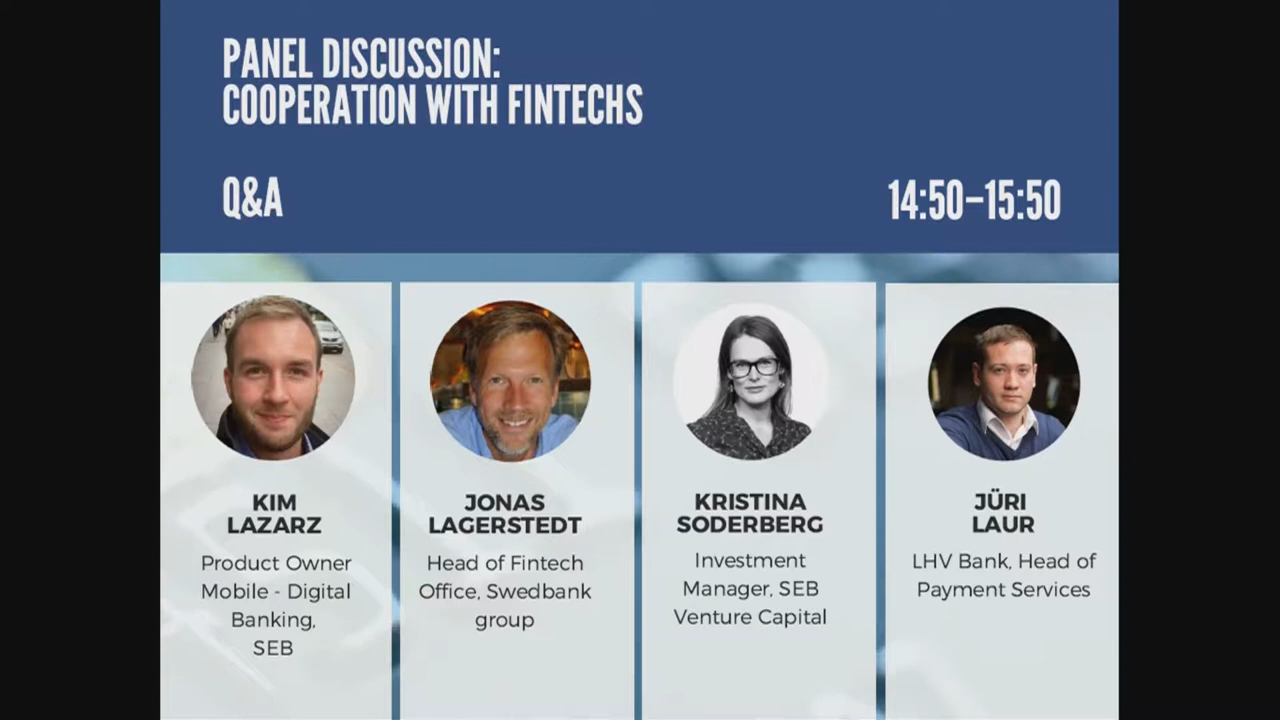 PANEL DISCUSSION:
COOPERATION WITH FINTECHS
Q&A
14:50–15:50
KIM
LAZARZ
Product Owner
Mobile - Digital
Banking,
SEB
JONAS
LAGERSTEDT
Head of Fintech
Office, Swedbank
group
KRISTINA
SODERBERG
Investment
Manager, SEB
Venture Capital
JÜRI
LAUR
LHV Bank, Head of
Payment Services